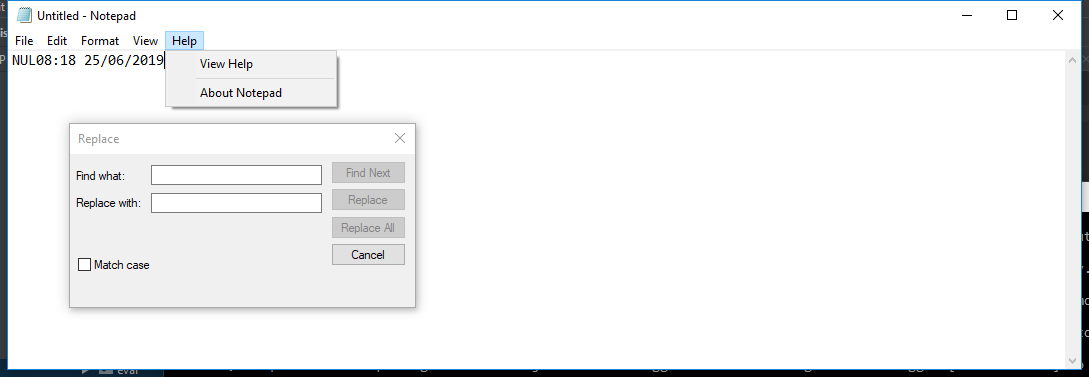 Untitled - Notepad
File Edit Format View Help
NUL08:18 25/06/2019
View Help
About Notepad
Replace
Find what:
Find Next
Replace with:
Replace
Replace All
Cancel
Match case
eval